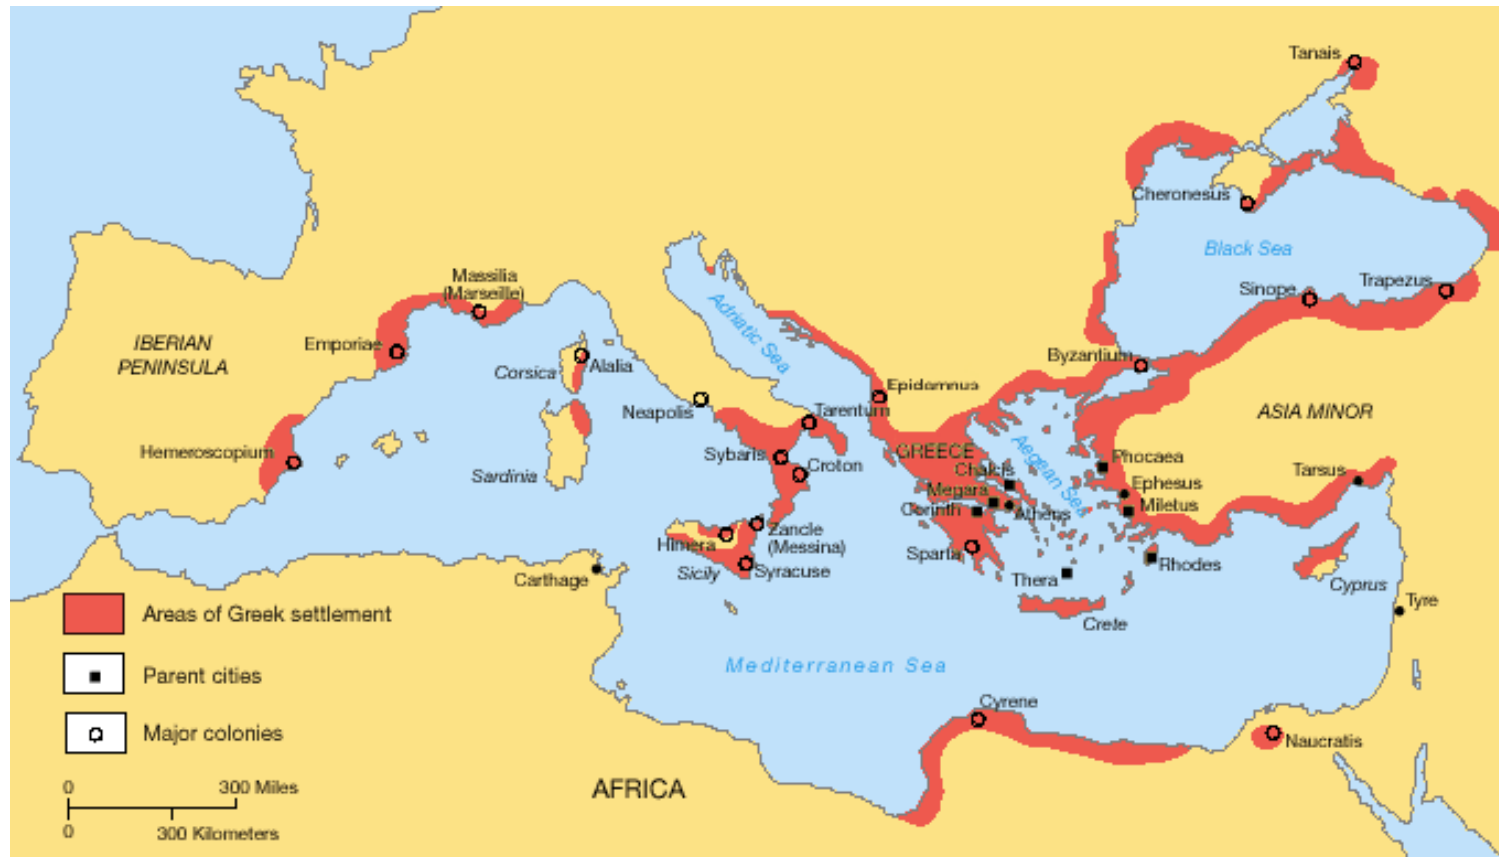 Tanais
Cheronesus
Black Sea
Massilia
(Marseille)
Trapezus
Sinope
Adriatic Sea
IBERIAN
PENINSULA
Emporiae
Corsica
Alalia
Byzantium
Epidamnus
Neapolis
Tarentum
ASIA MINOR
Hemeroscopium
Sardinia
Sybaris
Croton
GREECE
Aegean Sea
Chalcis
Phocaea
Tarsus
Ephesus
Megara
Miletus
Corinth
Athens
Himera
Zancle
(Messina)
Sparta
Sicily
Syracuse
Carthage
Thera
Rhodes
Cyprus
Tyre
Crete
Areas of Greek settlement
Mediterranean Sea
Parent cities
Cyrene
Major colonies
Naucratis
AFRICA
0 300 Miles
0 300 Kilometers